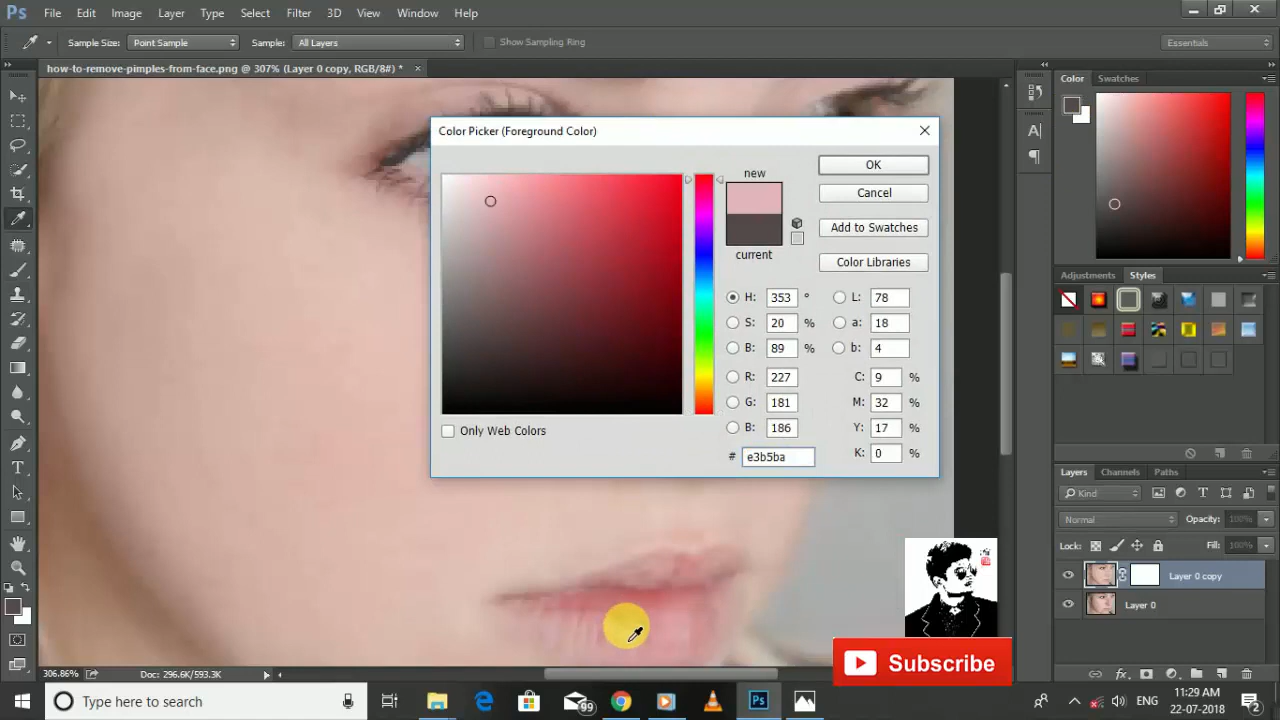 Ps File Edit Image Layer Type Select Filter 3D View Window Help
Sample Size: Point Sample Sample: All Layers Show Sampling Ring Essentials
how-to-remove-pimples-from-face.png @ 307% (Layer 0 copy, RGB/8#) * ×
Color Swatches
Color Picker (Foreground Color)
new
current
OK
Cancel
Add to Swatches
Color Libraries
H: 353 ° L: 78
S: 20 % a: 18
B: 89 % b: 4
R: 227 C: 9 %
G: 181 M: 32 %
B: 186 Y: 17 %
# e3b5ba K: 0 %
Only Web Colors
Adjustments Styles
Layers Channels Paths
Kind
Normal Opacity: 100%
Lock: Fill: 100%
Layer 0 copy
Layer 0
Subscribe
306.86% Doc: 296.6K/593.3K
Type here to search
99
ENG
11:29 AM
22-07-2018
2